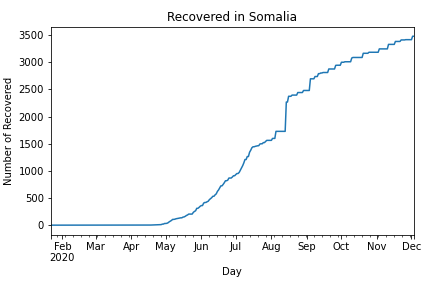 Recovered in Somalia
Number of Recovered
3500
3000
2500
2000
1500
1000
500
0
Feb Mar Apr May Jun Jul Aug Sep Oct Nov Dec
2020
Day